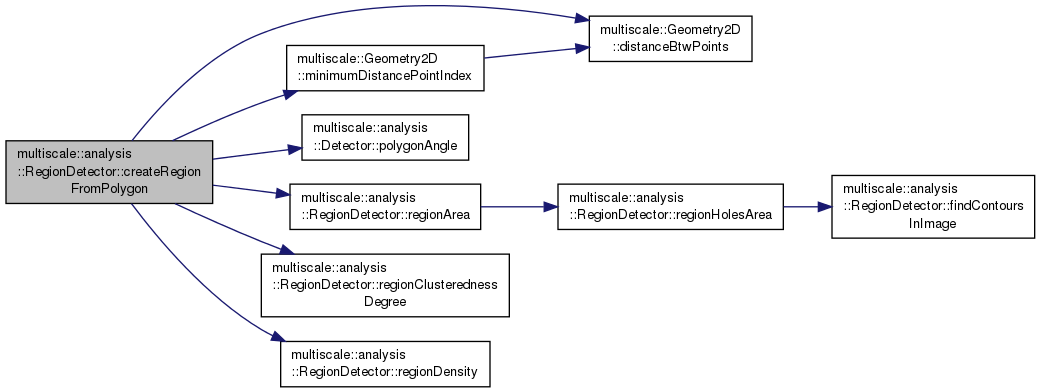 multiscale::analysis
::RegionDetector::createRegion
FromPolygon
multiscale::Geometry2D
::minimumDistancePointIndex
multiscale::Geometry2D
::distanceBtwPoints
multiscale::analysis
::Detector::polygonAngle
multiscale::analysis
::RegionDetector::regionArea
multiscale::analysis
::RegionDetector::regionHolesArea
multiscale::analysis
::RegionDetector::findContours
InImage
multiscale::analysis
::RegionDetector::regionClusteredness
Degree
multiscale::analysis
::RegionDetector::regionDensity